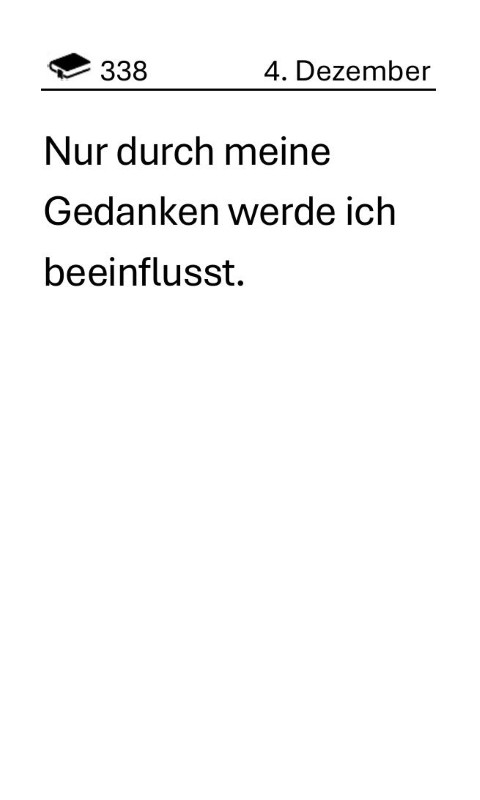 338 4. Dezember
Nur durch meine
Gedanken werde ich
beeinflusst.